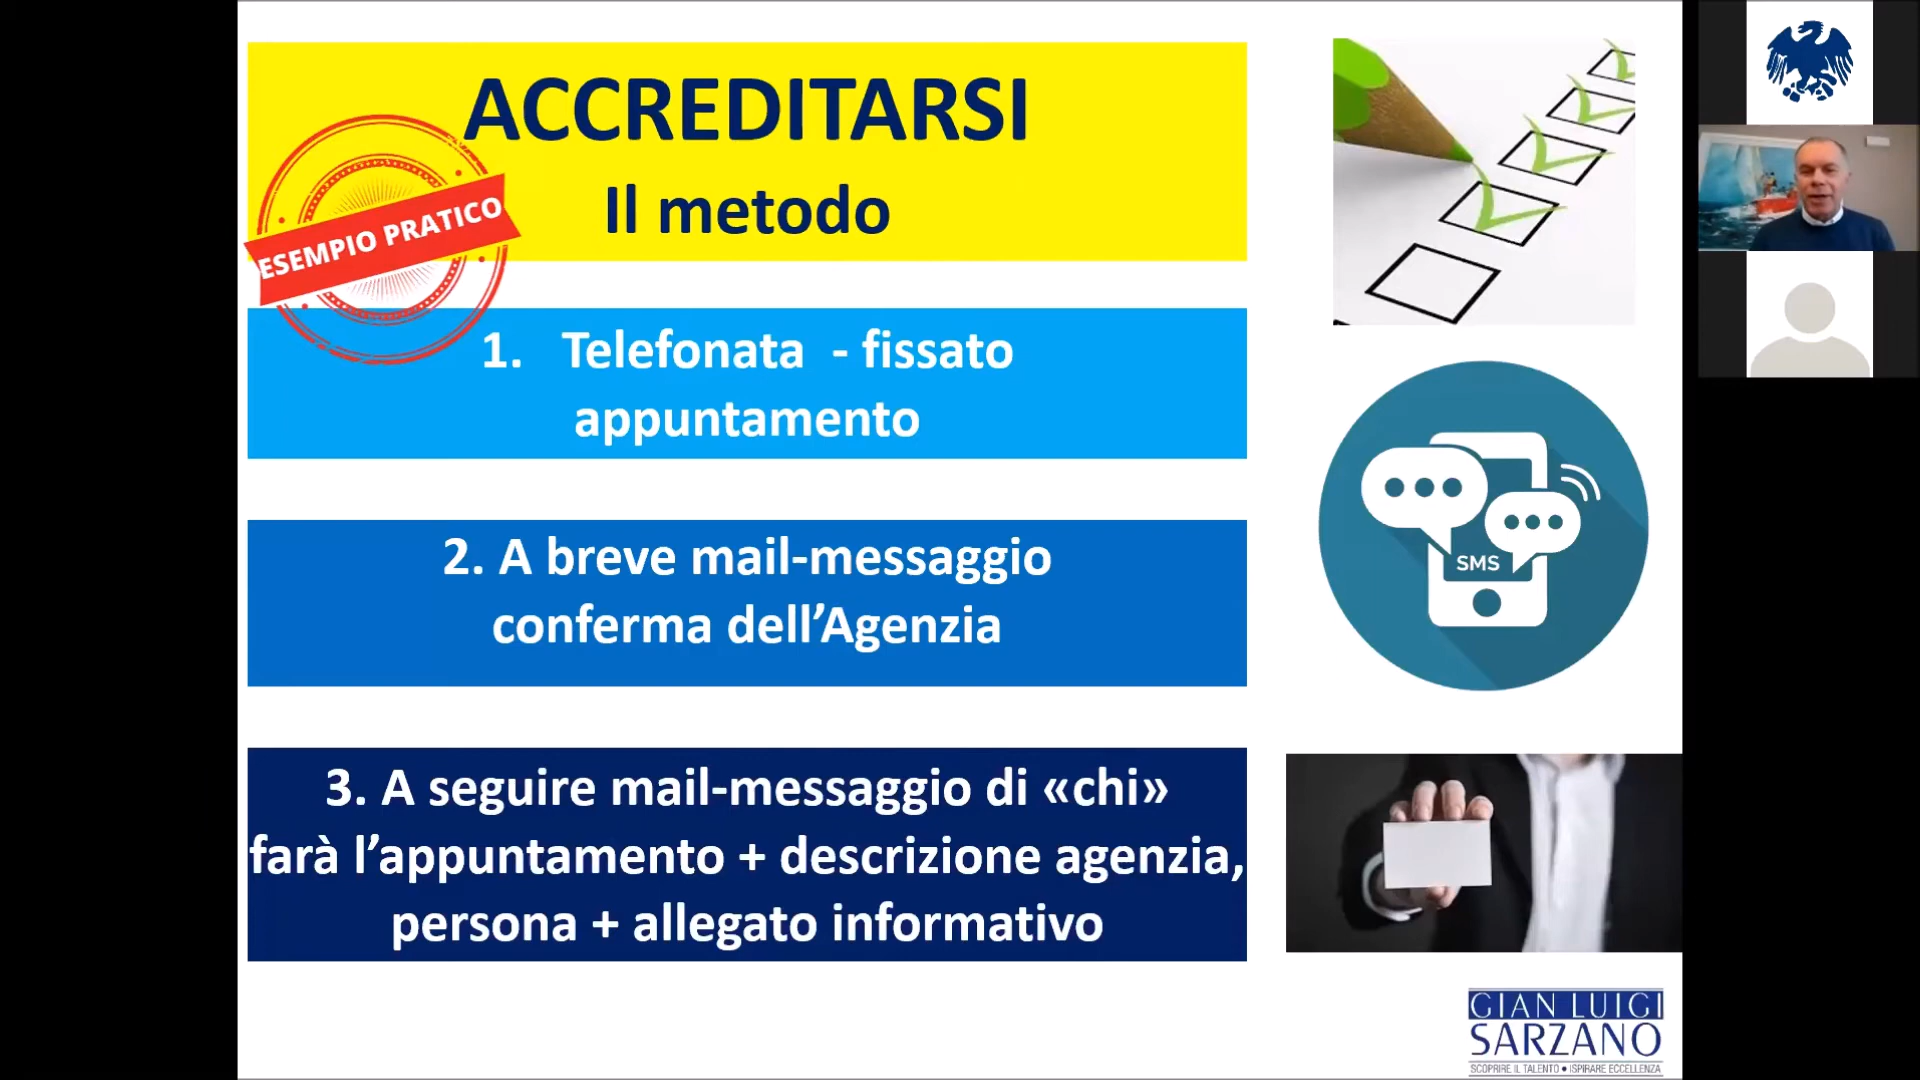 ACCREDITARSI
Il metodo
ESEMPIO PRATICO
1. Telefonata - fissato
appuntamento
2. A breve mail-messaggio
conferma dell’Agenzia
SMS
3. A seguire mail-messaggio di «chi»
farà l’appuntamento + descrizione agenzia,
persona + allegato informativo
GIAN LUIGI
SARZANO
SCOPRIRE IL TALENTO • ISPIRARE ECCELLENZA